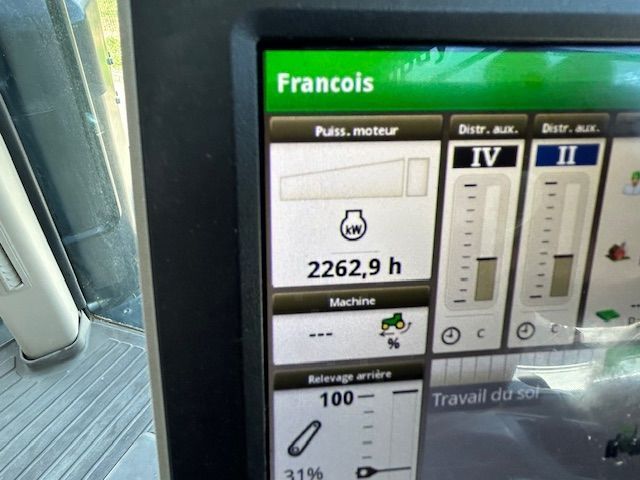 Francois
Puiss. moteur
Distr. aux.
Distr. aux.
IV
II
kW
2262,9 h
Machine
---
%
C
C
Relevage arrière
100
31%
Travail du sol